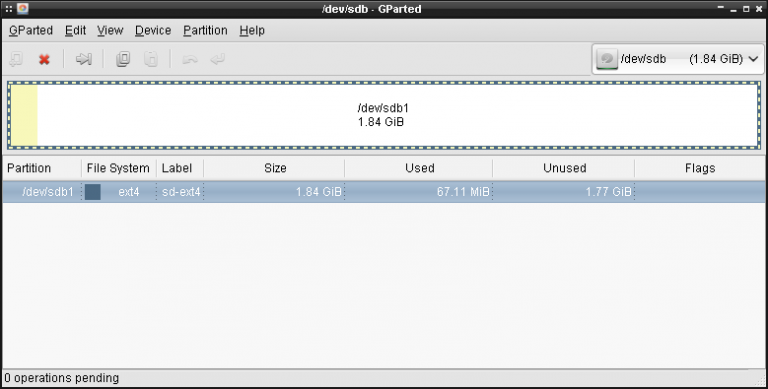 /dev/sdb - GParted
GParted Edit View Device Partition Help
/dev/sdb (1.84 GiB)
/dev/sdb1
1.84 GiB
Partition File System Label Size Used Unused Flags
/dev/sdb1 ext4 sd-ext4 1.84 GiB 67.11 MiB 1.77 GiB
0 operations pending